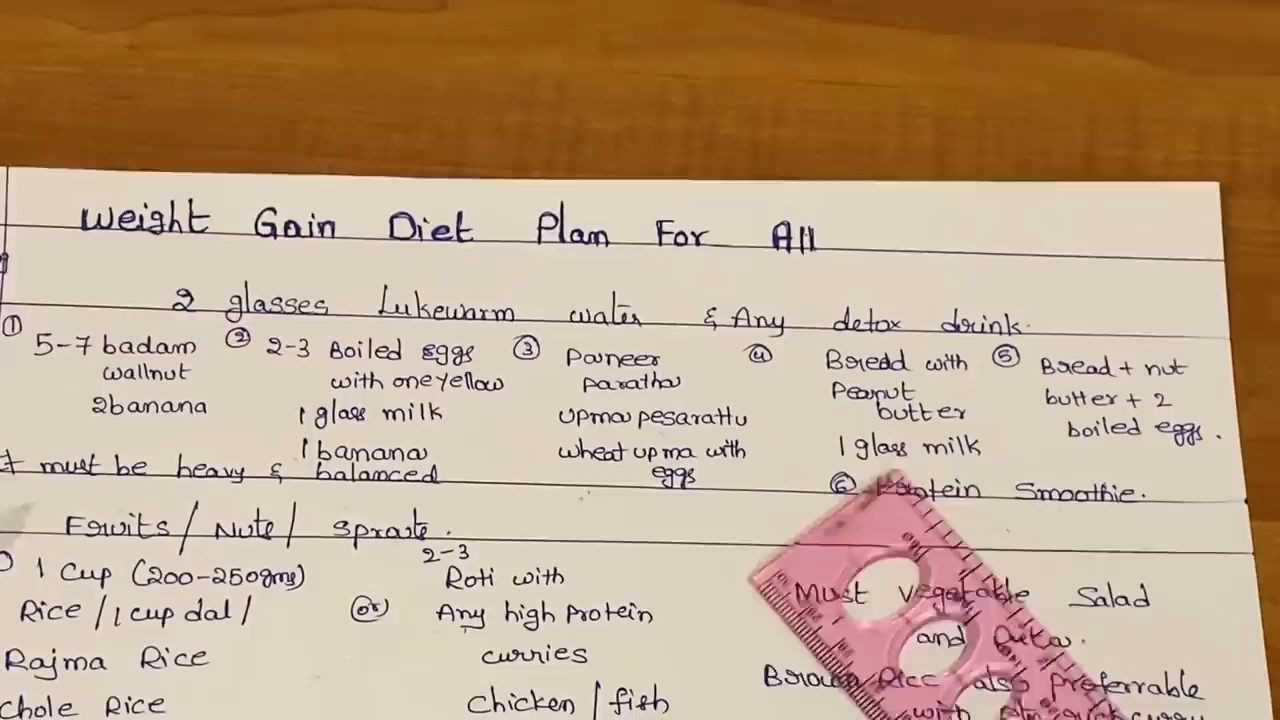 Weight Gain Diet Plan For All
2 glasses Lukewarm water & Any detox drink.
① 5-7 badam
wallnut
2banana
② 2-3 Boiled eggs
with one Yellow
1 glass milk
1 banana
③ Paneer
paratha
upma pesarattu
wheat upma with
eggs
④ Bread with
Peanut
butter
1 glass milk
⑤ Bread + nut
butter + 2
boiled eggs.
⑥ Protein Smoothie.
It must be heavy & balanced
Fruits / Nuts / Sprouts.
1 Cup (200-250gms)
Rice / 1 cup dal /
Rajma Rice
Chole Rice
(or)
2-3
Roti with
Any high Protein
curries
Chicken / fish
Must vegetable Salad
and
Brown Rice also preferrable
with curry